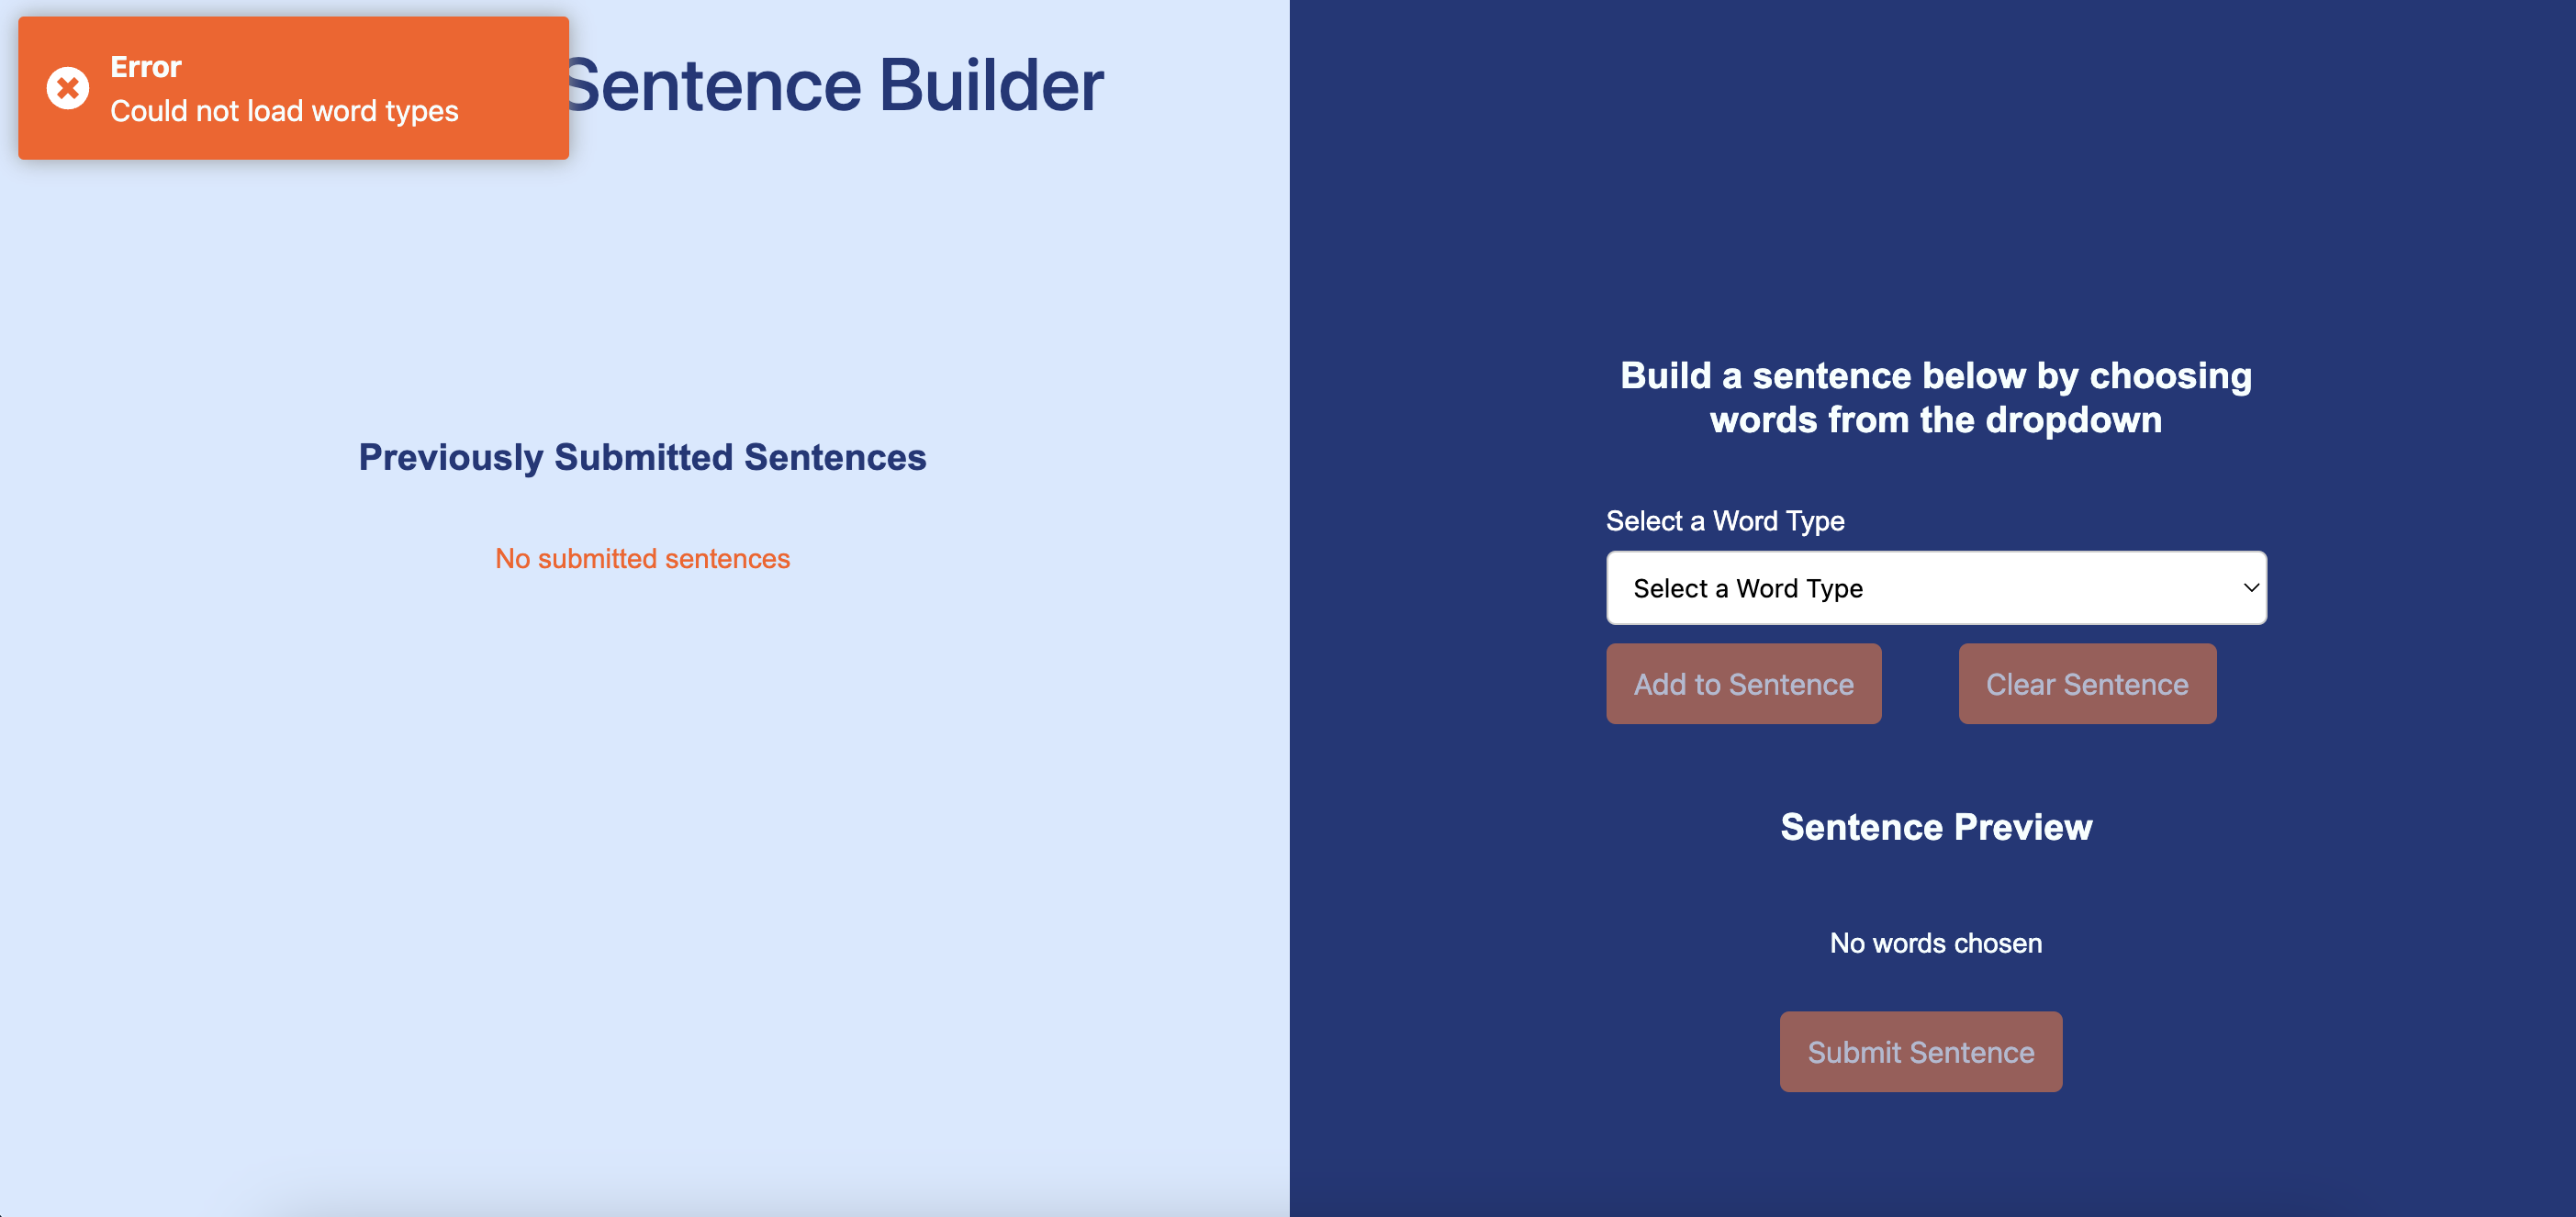 Error
Could not load word types
Sentence Builder
Previously Submitted Sentences
No submitted sentences
Build a sentence below by choosing
words from the dropdown
Select a Word Type
Select a Word Type
Add to Sentence
Clear Sentence
Sentence Preview
No words chosen
Submit Sentence